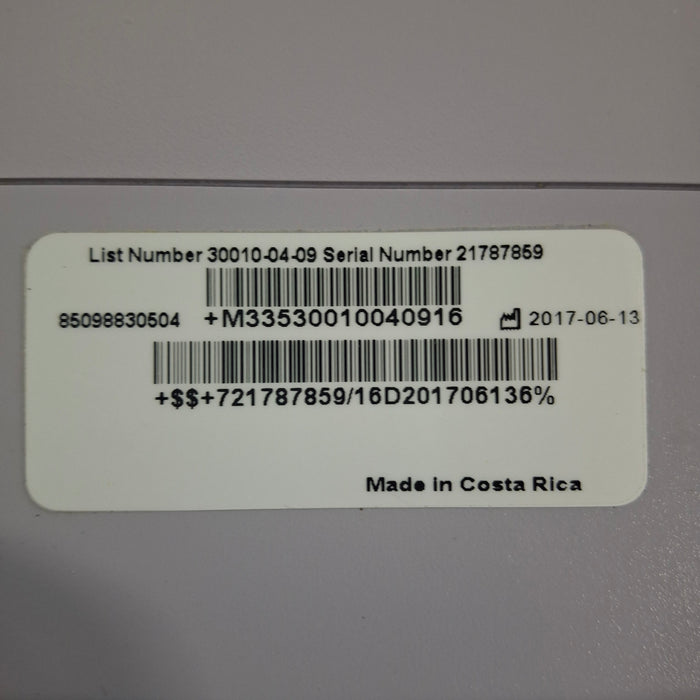 List Number 30010-04-09 Serial Number 21787859
85098830504 +M33530010040916 2017-06-13
+$$+721787859/16D201706136%
Made in Costa Rica